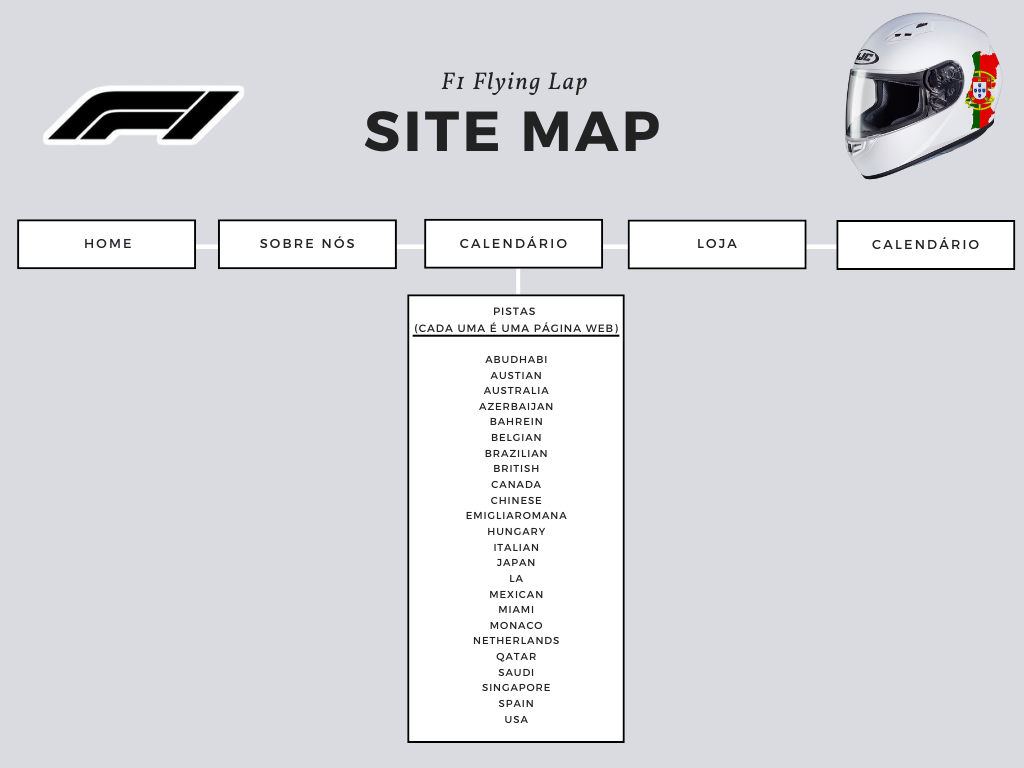 F1 Flying Lap
SITE MAP
F1
HJC
HOME
SOBRE NÓS
CALENDÁRIO
LOJA
CALENDÁRIO
PISTAS
(CADA UMA É UMA PÁGINA WEB)
ABUDHABI
AUSTIAN
AUSTRALIA
AZERBAIJAN
BAHREIN
BELGIAN
BRAZILIAN
BRITISH
CANADA
CHINESE
EMIGLIAROMANA
HUNGARY
ITALIAN
JAPAN
LA
MEXICAN
MIAMI
MONACO
NETHERLANDS
QATAR
SAUDI
SINGAPORE
SPAIN
USA